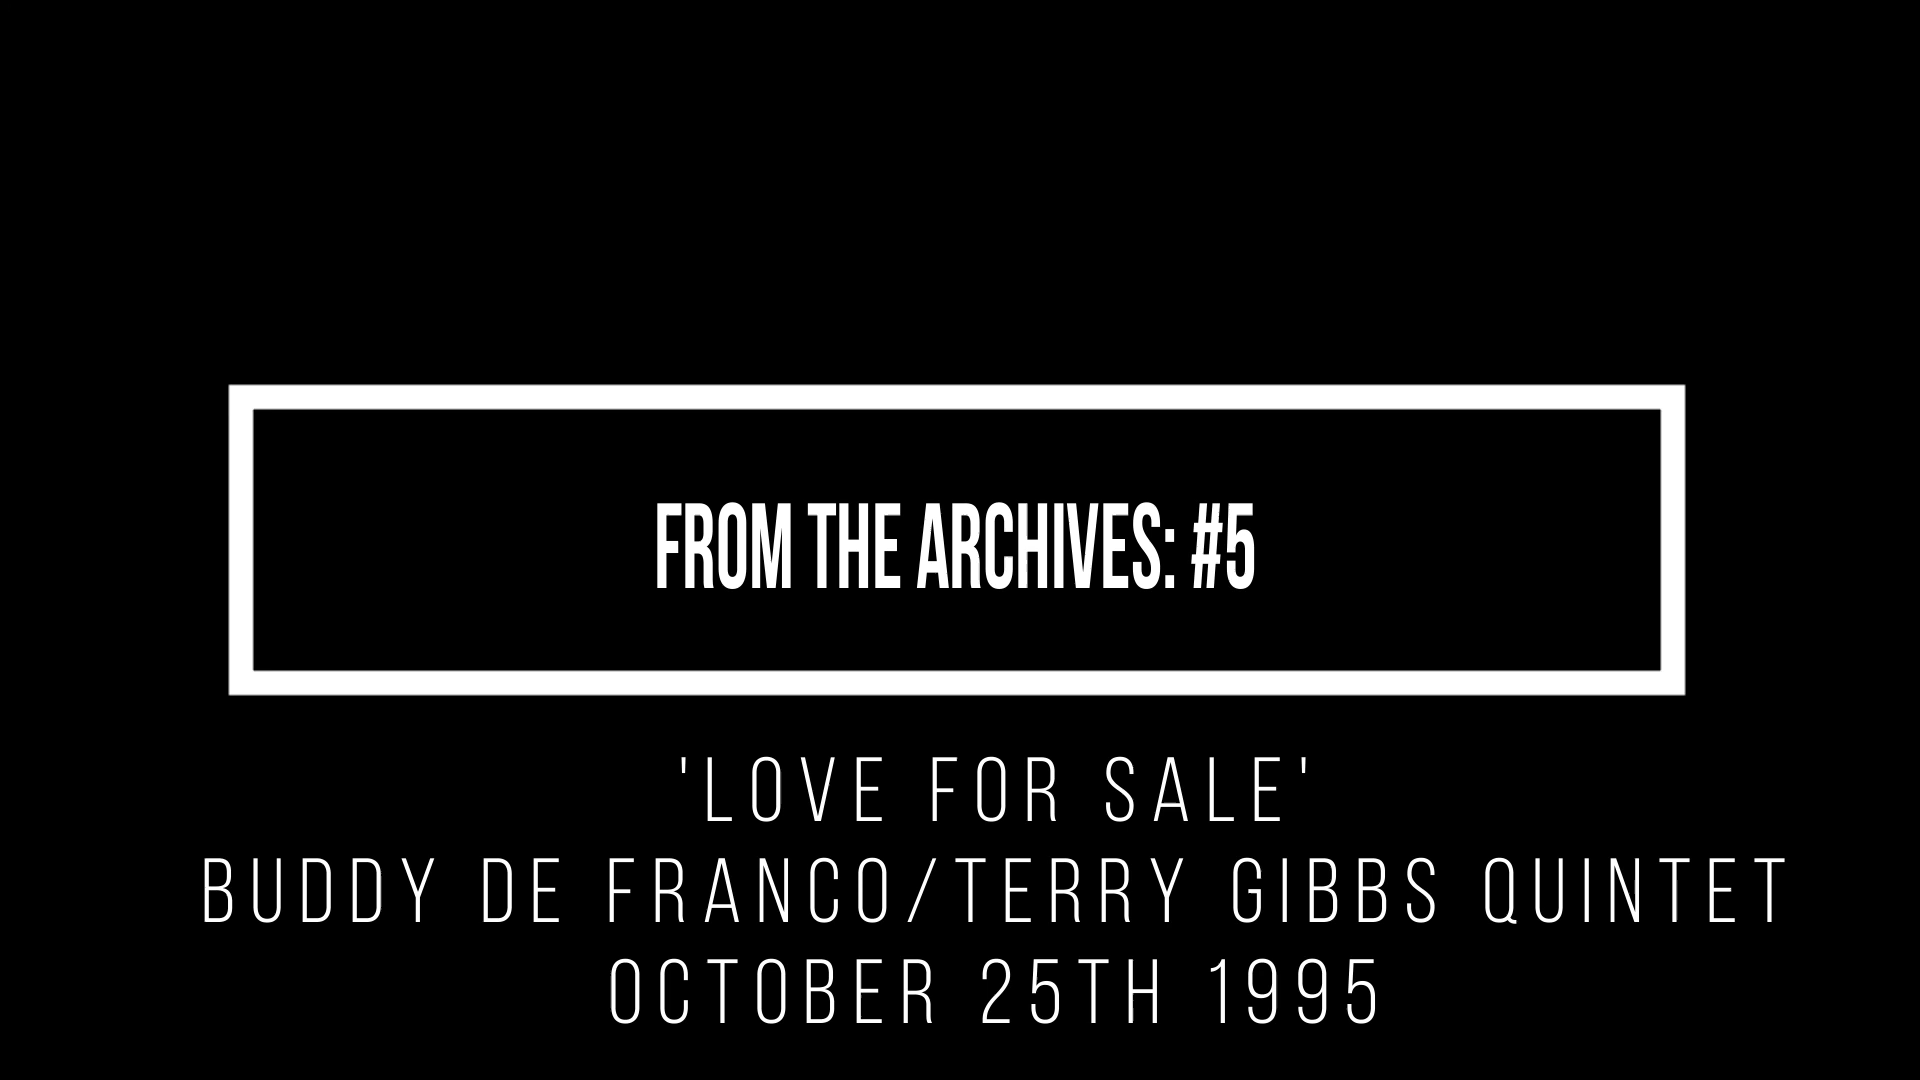 FROM THE ARCHIVES: #5
'LOVE FOR SALE'
BUDDY DE FRANCO/TERRY GIBBS QUINTET
OCTOBER 25TH 1995